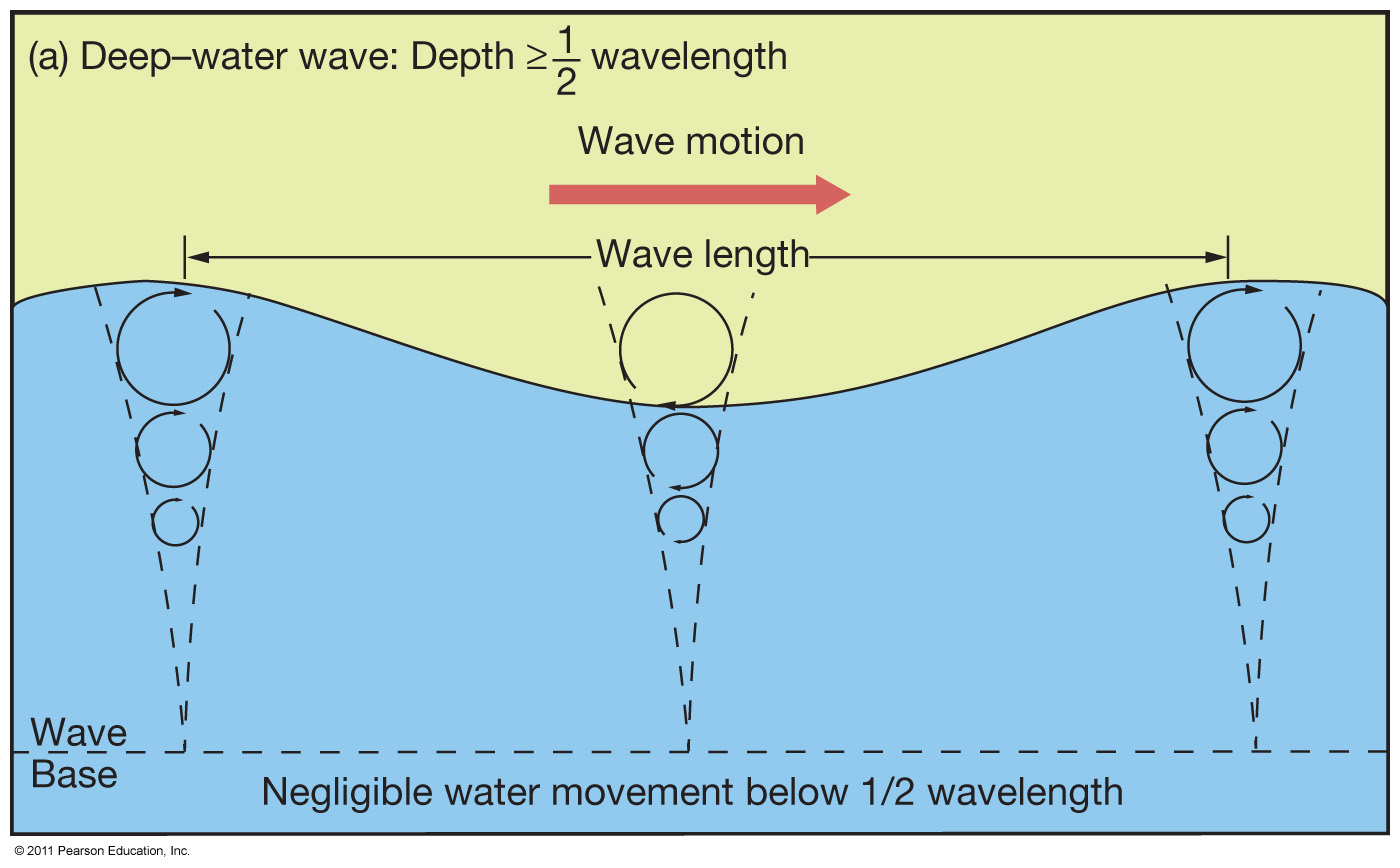 (a) Deep–water wave: Depth ≥ 1/2 wavelength
Wave motion
Wave length
Wave
Base
Negligible water movement below 1/2 wavelength
© 2011 Pearson Education, Inc.